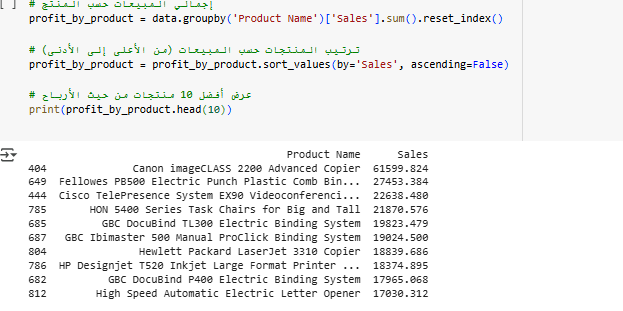 [ ] # إجمالي المبيعات حسب المنتج
profit_by_product = data.groupby('Product Name')['Sales'].sum().reset_index()
# ترتيب المنتجات حسب المبيعات (من الأعلى إلى الأدنى)
profit_by_product = profit_by_product.sort_values(by='Sales', ascending=False)
# عرض أفضل 10 منتجات من حيث الأرباح
print(profit_by_product.head(10))
Product Name Sales
404 Canon imageCLASS 2200 Advanced Copier 61599.824
649 Fellowes PB500 Electric Punch Plastic Comb Bin... 27453.384
444 Cisco TelePresence System EX90 Videoconferenci... 22638.480
785 HON 5400 Series Task Chairs for Big and Tall 21870.576
685 GBC DocuBind TL300 Electric Binding System 19823.479
687 GBC Ibimaster 500 Manual ProClick Binding System 19024.500
804 Hewlett Packard LaserJet 3310 Copier 18839.686
786 HP Designjet T520 Inkjet Large Format Printer ... 18374.895
682 GBC DocuBind P400 Electric Binding System 17965.068
812 High Speed Automatic Electric Letter Opener 17030.312